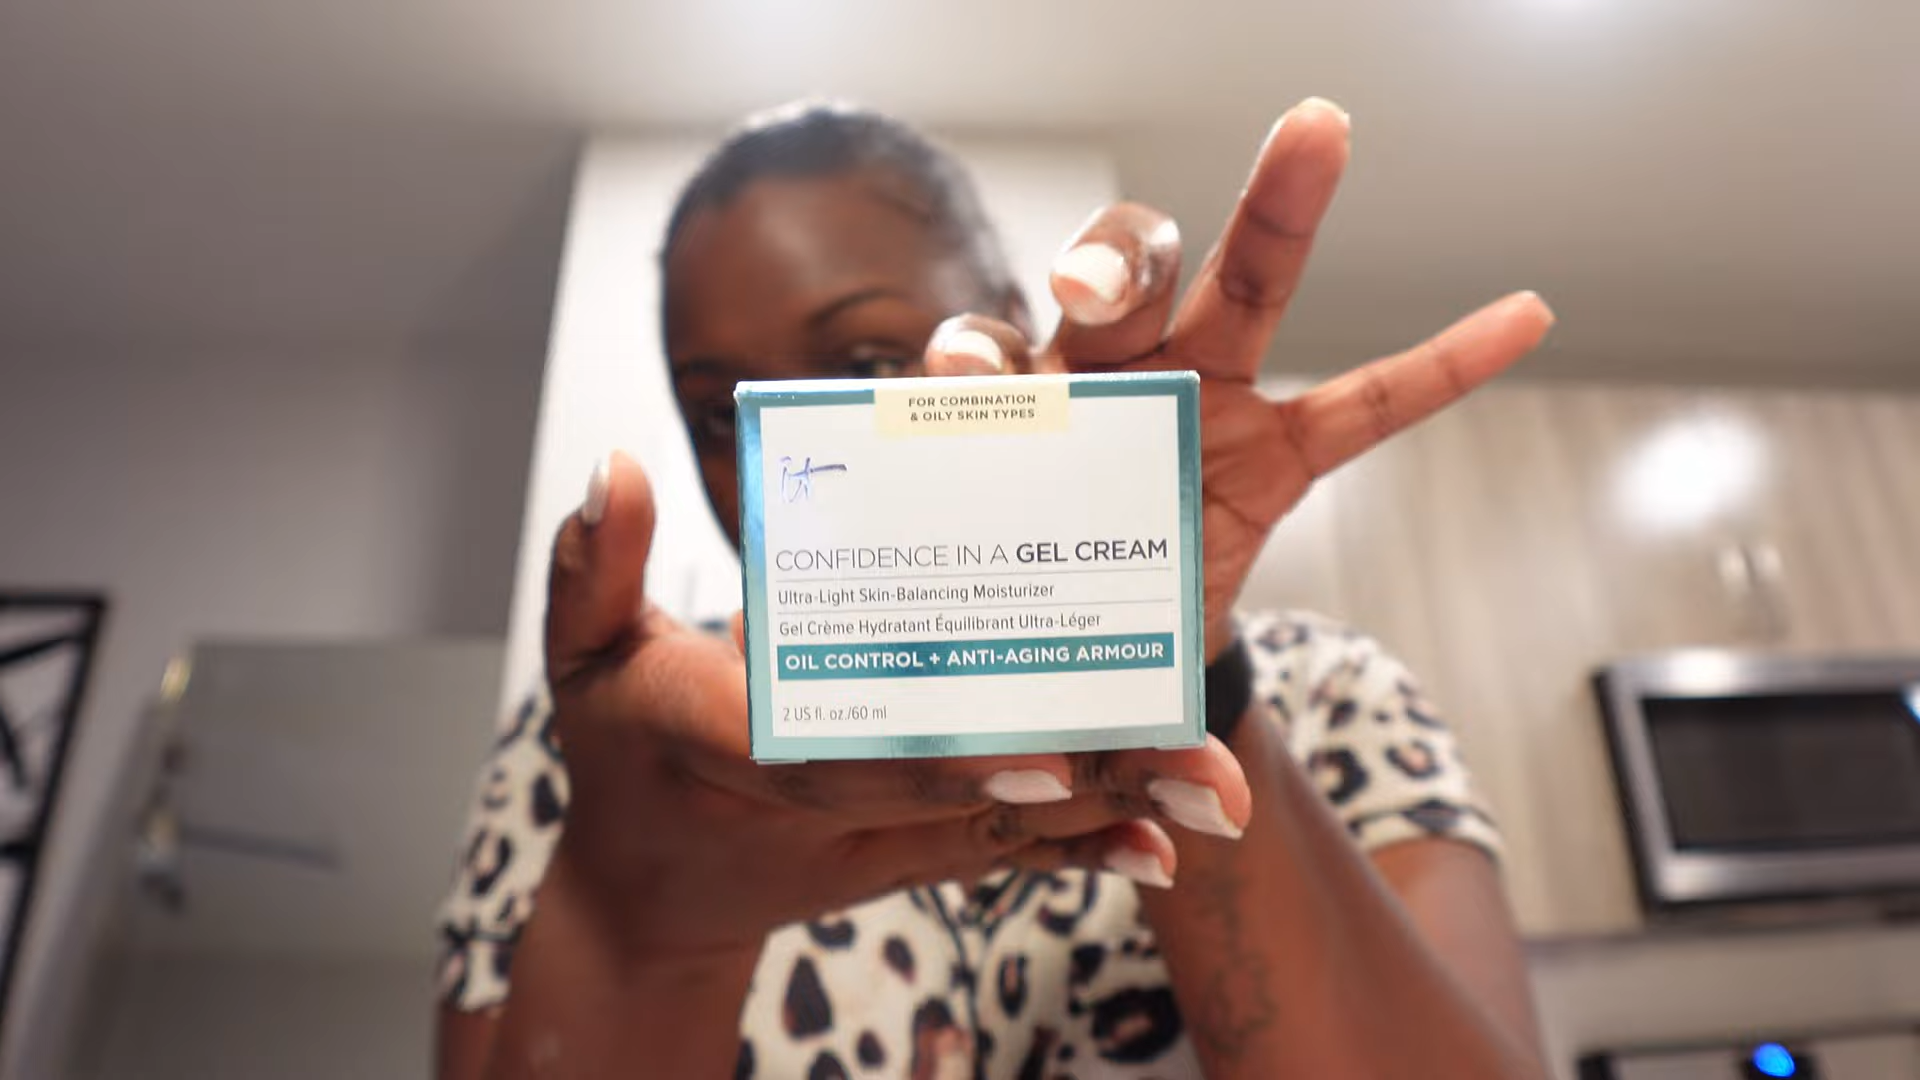 FOR COMBINATION
& OILY SKIN TYPES
it
CONFIDENCE IN A GEL CREAM
Ultra-Light Skin-Balancing Moisturizer
Gel Crème Hydratant Équilibrant Ultra-Léger
OIL CONTROL + ANTI-AGING ARMOUR
2 US fl. oz./60 ml